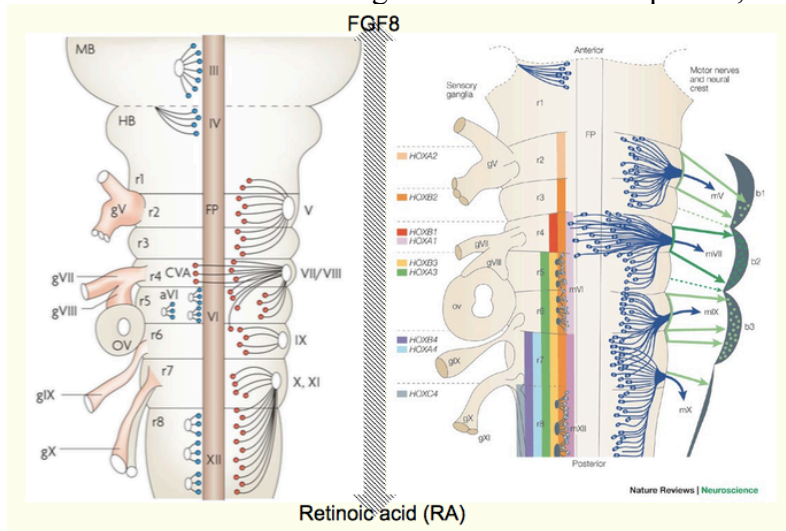 FGF8
MB
III
HB
IV
r1
gV
r2
FP
V
r3
gVII
r4
CVA
VII/VIII
gVIII
r5
aVI
VI
OV
r6
IX
r7
gIX
X, XI
r8
gX
XII
Anterior
Sensory
ganglia
Motor nerves
and neural
crest
r1
FP
HOXA2
gV
r2
mV
b1
HOXB2
r3
HOXB1
HOXA1
r4
gVII
mVII
b2
gVIII
HOXB3
HOXA3
r5
mVI
ov
r6
mIX
b3
HOXB4
HOXA4
gIX
r7
mX
HOXC4
gX
r8
mXII
gXI
Posterior
Nature Reviews | Neuroscience
Retinoic acid (RA)